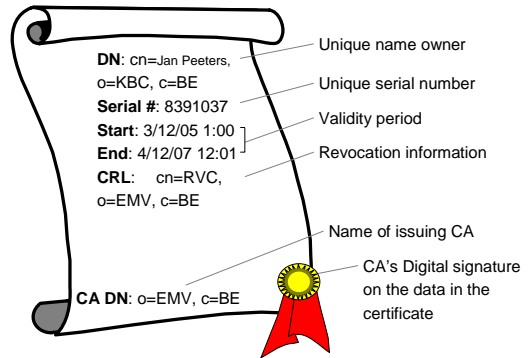 DN: cn=Jan Peeters,
o=KBC, c=BE
Serial #: 8391037
Start: 3/12/05 1:00
End: 4/12/07 12:01
CRL: cn=RVC,
o=EMV, c=BE
CA DN: o=EMV, c=BE
Unique name owner
Unique serial number
Validity period
Revocation information
Name of issuing CA
CA's Digital signature
on the data in the
certificate